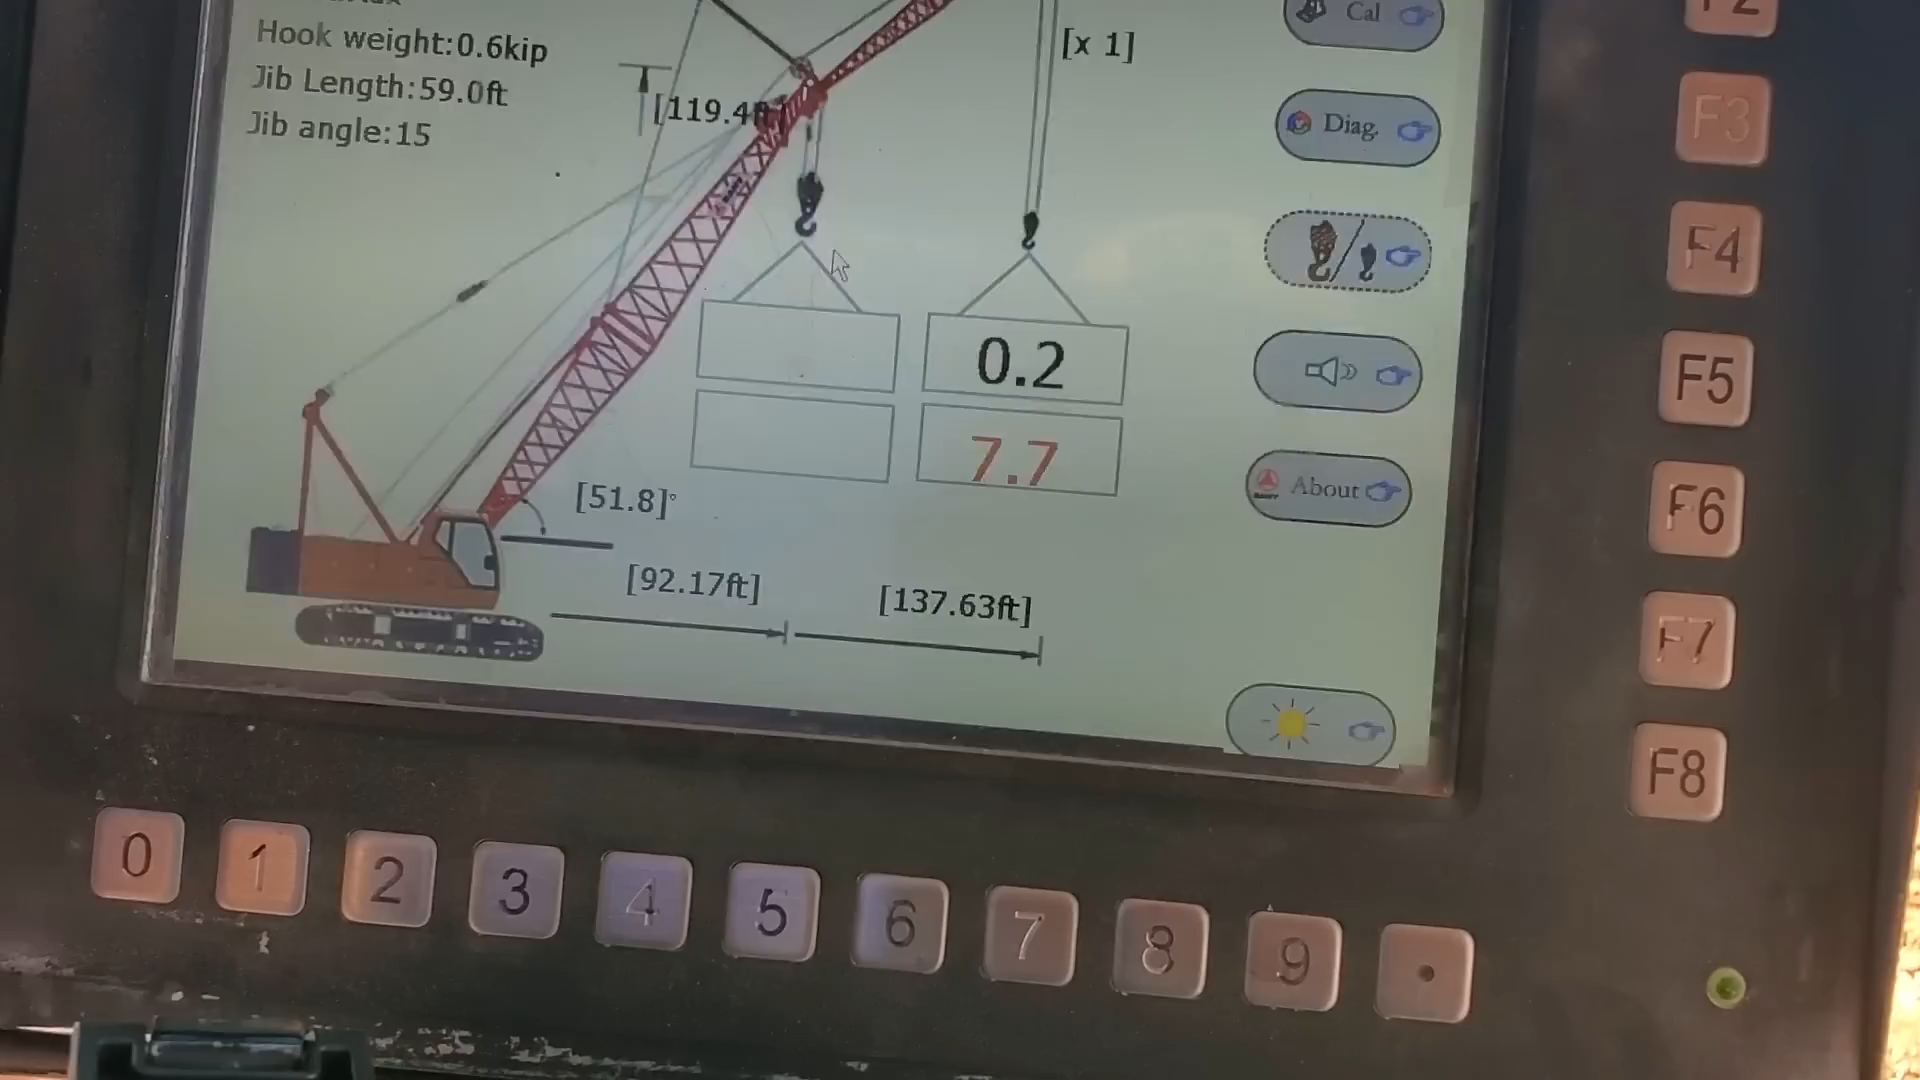 Hook weight:0.6kip
Jib Length:59.0ft
Jib angle:15
[119.4ft]
[x 1]
Cal
Diag.
0.2
7.7
About
[51.8]°
[92.17ft]
[137.63ft]
F2
F3
F4
F5
F6
F7
F8
0 1 2 3 4 5 6 7 8 9 .